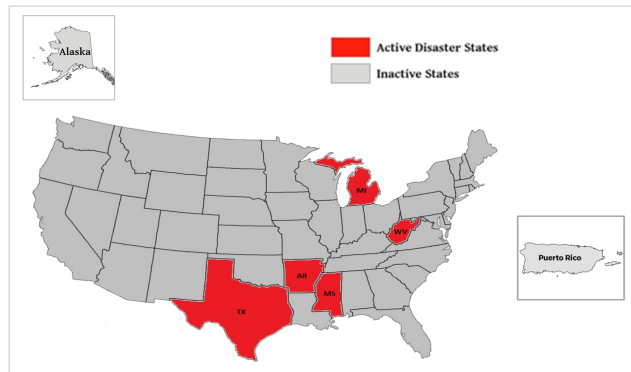 Alaska
Active Disaster States
Inactive States
MI
WV
AR
MS
TX
Puerto Rico